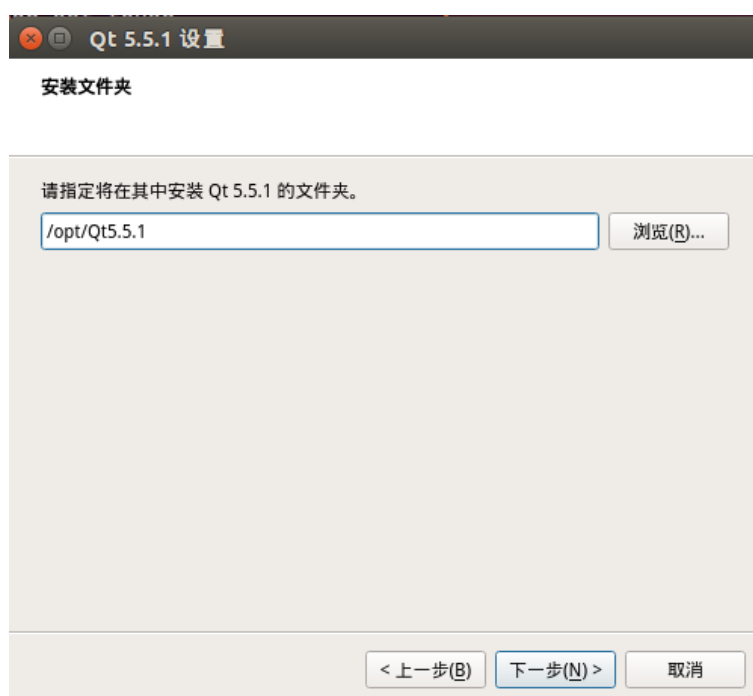 Qt 5.5.1 设置
安装文件夹
请指定将在其中安装 Qt 5.5.1 的文件夹。
/opt/Qt5.5.1 浏览(R)...
< 上一步(B) 下一步(N) > 取消